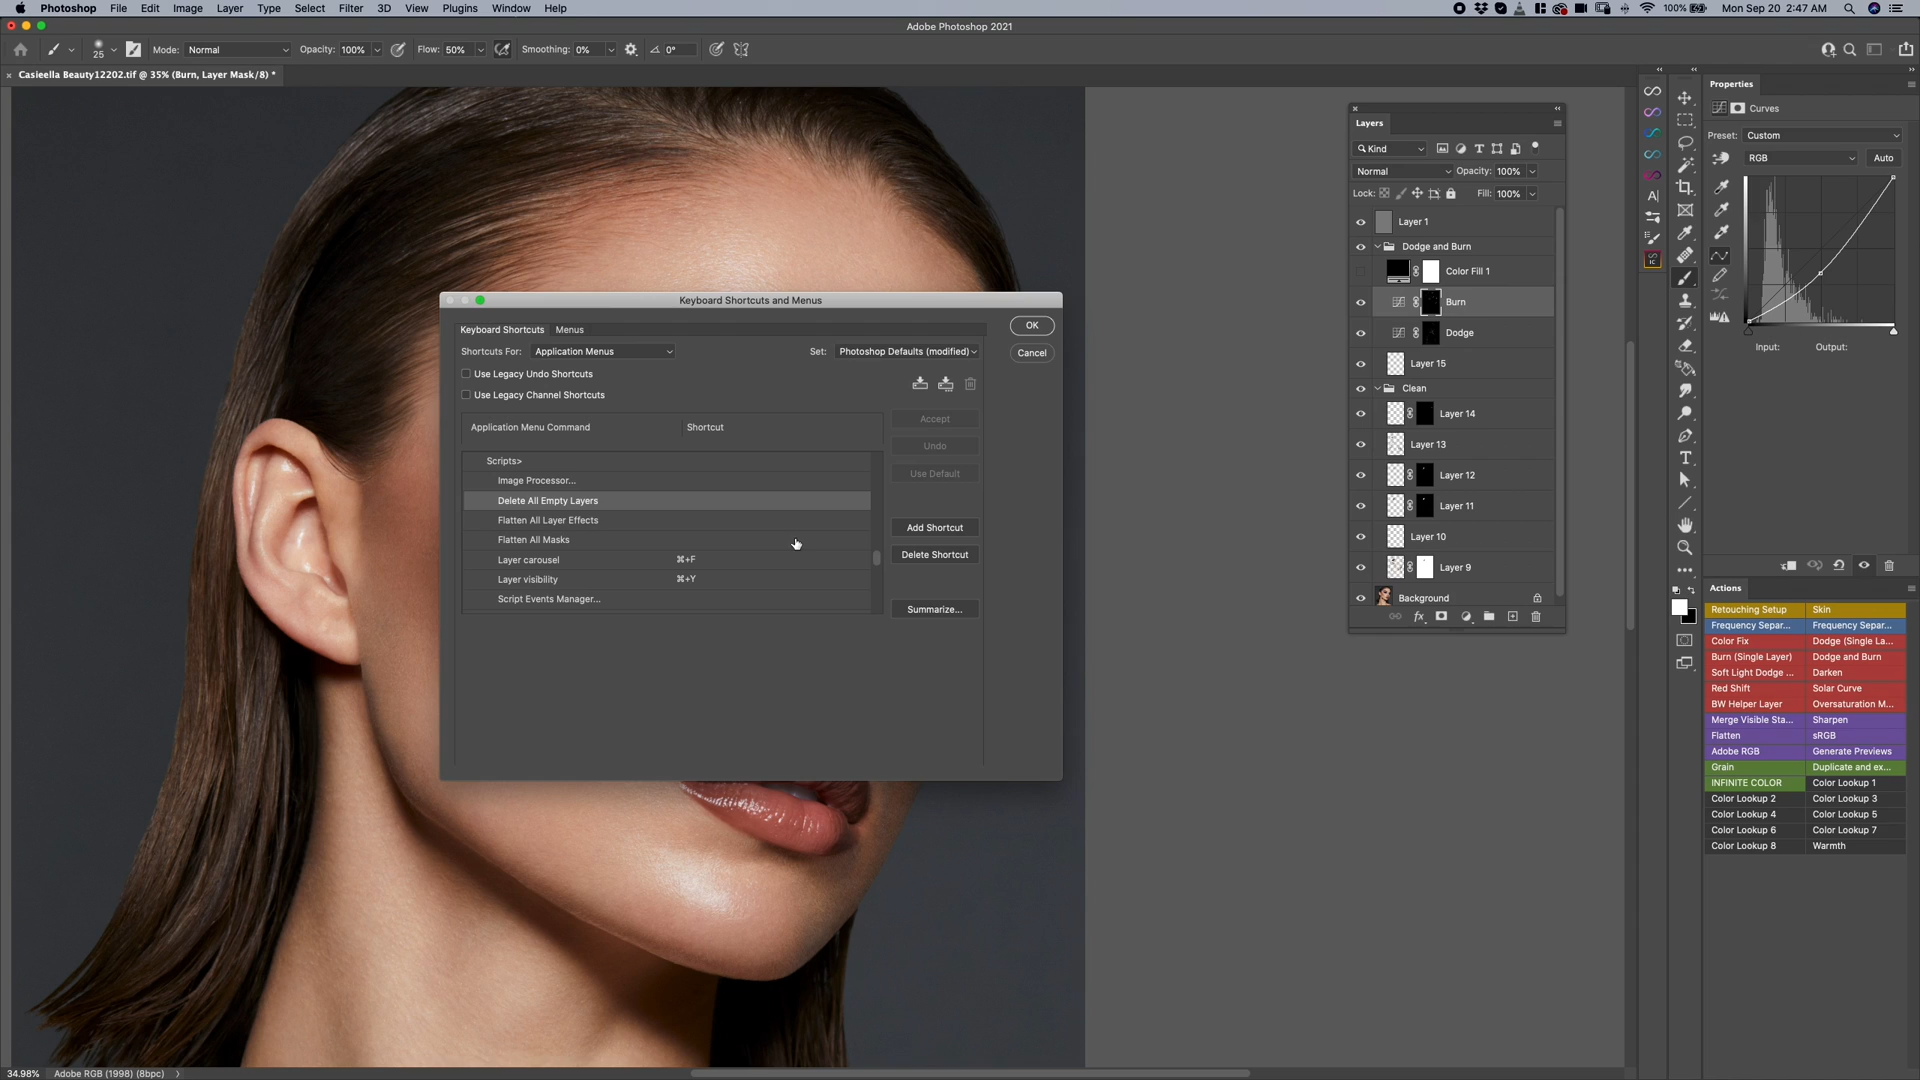 Photoshop File Edit Image Layer Type Select Filter 3D View Plugins Window Help
100% Mon Sep 20 2:47 AM
Adobe Photoshop 2021
25 Mode: Normal Opacity: 100% Flow: 50% Smoothing: 0% 0°
Casieella Beauty12202.tif @ 35% (Burn, Layer Mask/8) *
Keyboard Shortcuts and Menus
Keyboard Shortcuts Menus
OK
Shortcuts For: Application Menus Set: Photoshop Defaults (modified)
Cancel
Use Legacy Undo Shortcuts
Use Legacy Channel Shortcuts
Application Menu Command Shortcut
Accept
Undo
Use Default
Scripts>
Image Processor...
Delete All Empty Layers
Flatten All Layer Effects
Flatten All Masks
Layer carousel ⌘+F
Layer visibility ⌘+Y
Script Events Manager...
Add Shortcut
Delete Shortcut
Summarize...
Layers
Kind
Normal Opacity: 100%
Lock: Fill: 100%
Layer 1
Dodge and Burn
Color Fill 1
Burn
Dodge
Layer 15
Clean
Layer 14
Layer 13
Layer 12
Layer 11
Layer 10
Layer 9
Background
fx
Properties
Curves
Preset: Custom
RGB Auto
Input: Output:
Actions
Retouching Setup Skin
Frequency Separ... Frequency Separ...
Color Fix Dodge (Single La...
Burn (Single Layer) Dodge and Burn
Soft Light Dodge ... Darken
Red Shift Solar Curve
BW Helper Layer Oversaturation M...
Merge Visible Sta... Sharpen
Flatten sRGB
Adobe RGB Generate Previews
Grain Duplicate and ex...
INFINITE COLOR Color Lookup 1
Color Lookup 2 Color Lookup 3
Color Lookup 4 Color Lookup 5
Color Lookup 6 Color Lookup 7
Color Lookup 8 Warmth
34.98% Adobe RGB (1998) (8bpc)